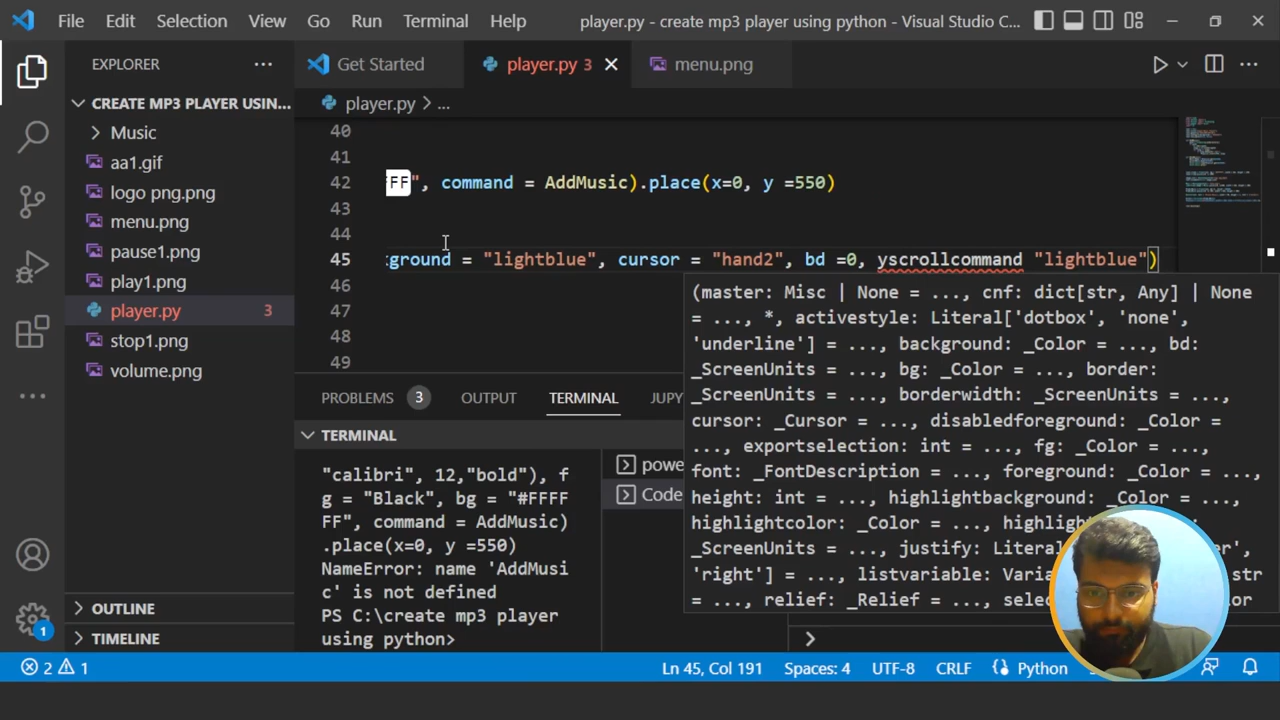 File Edit Selection View Go Run Terminal Help player.py - create mp3 player using python - Visual Studio C...
EXPLORER ...
Get Started
player.py 3
menu.png
CREATE MP3 PLAYER USIN...
Music
aa1.gif
logo png.png
menu.png
pause1.png
play1.png
player.py 3
stop1.png
volume.png
OUTLINE
TIMELINE
1
player.py > ...
40
41
42 FF", command = AddMusic).place(x=0, y =550)
43
44
45 ground = "lightblue", cursor = "hand2", bd =0, yscrollcommand "lightblue")
46
47
48
49
(master: Misc | None = ..., cnf: dict[str, Any] | None
= ..., *, activestyle: Literal['dotbox', 'none',
'underline'] = ..., background: _Color = ..., bd:
_ScreenUnits = ..., bg: _Color = ..., border:
_ScreenUnits = ..., borderwidth: _ScreenUnits = ...,
cursor: _Cursor = ..., disabledforeground: _Color =
..., exportselection: int = ..., fg: _Color = ...,
font: _FontDescription = ..., foreground: _Color = ...,
height: int = ..., highlightbackground: _Color = ...,
highlightcolor: _Color = ...,
_ScreenUnits = ..., justify:
'right'] = ..., listvariable: str
= ..., relief: _Relief = ...,
PROBLEMS 3 OUTPUT TERMINAL
TERMINAL
"calibri", 12,"bold"), f
g = "Black", bg = "#FFFF
FF", command = AddMusic)
.place(x=0, y =550)
NameError: name 'AddMusi
c' is not defined
PS C:\create mp3 player
using python>
Code
2 1 Ln 45, Col 191 Spaces: 4 UTF-8 CRLF Python